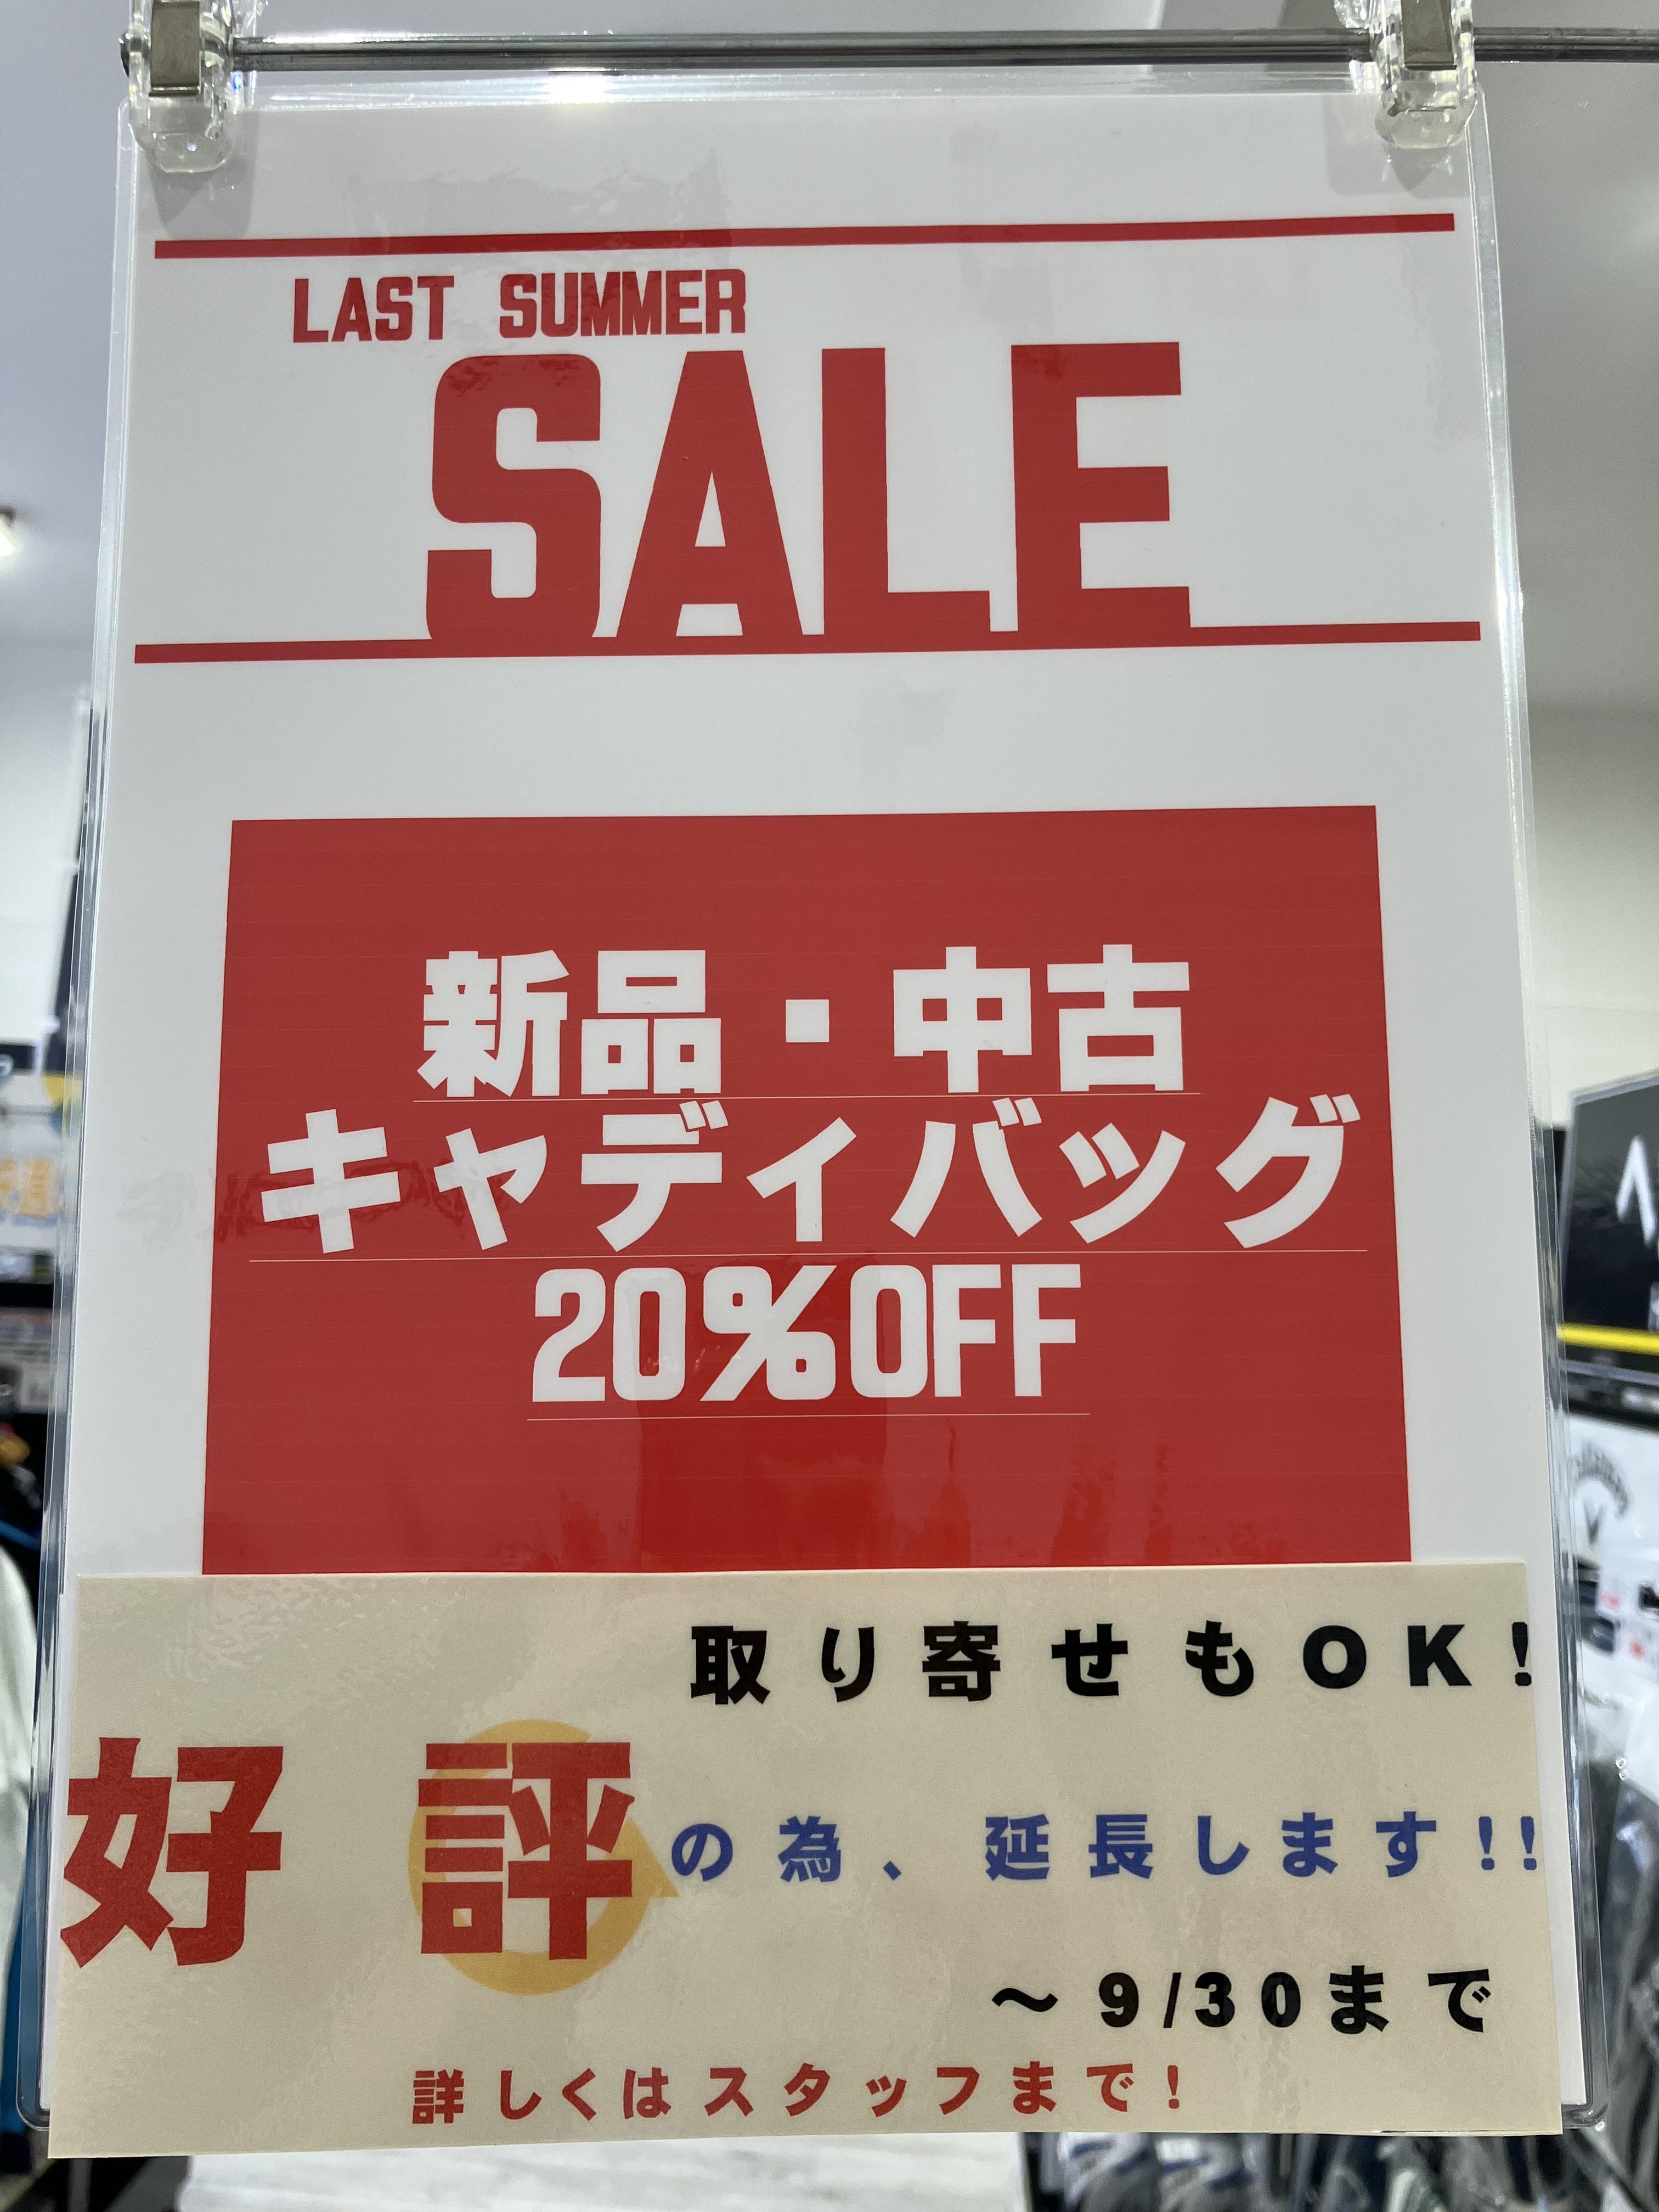 LAST SUMMER
SALE
新品・中古
キャディバッグ
20%OFF
取り寄せもOK!
好評の為、延長します!!
～9/30まで
詳しくはスタッフまで!